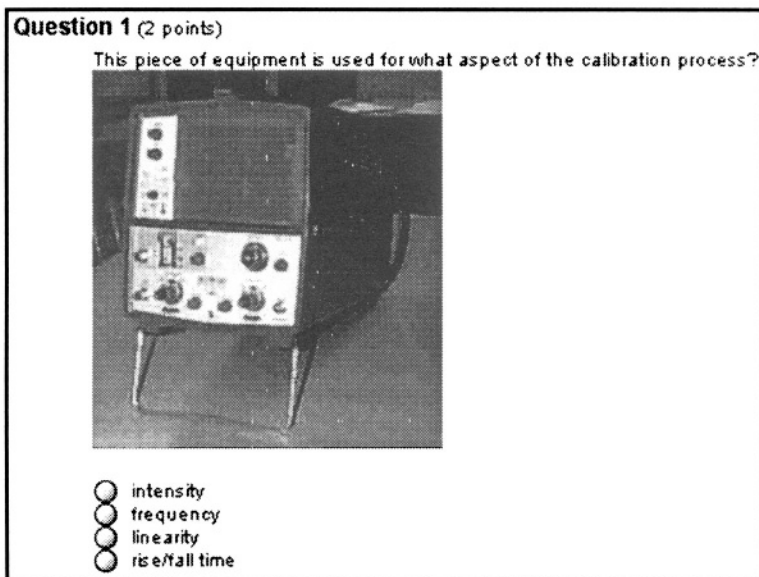 Question 1 (2 points)
This piece of equipment is used for what aspect of the calibration process?
intensity
frequency
linearity
rise/fall time